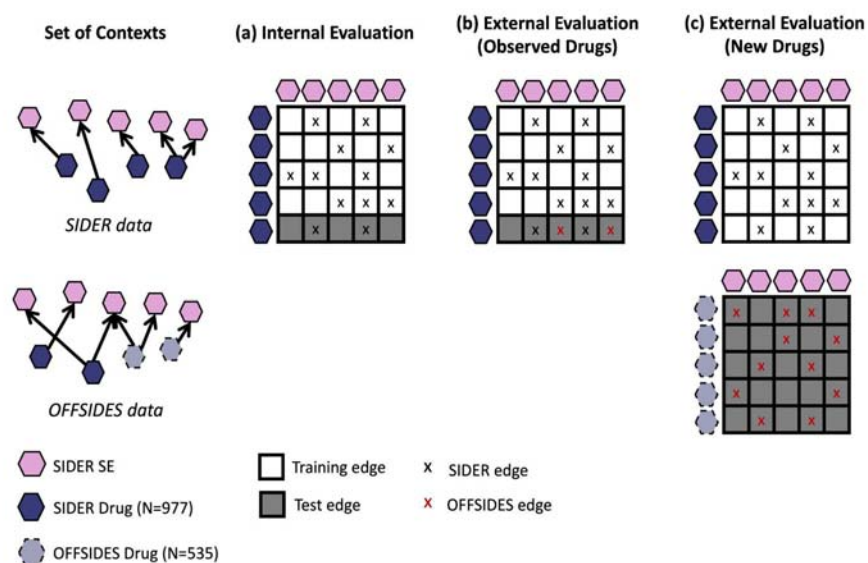 Set of Contexts
(a) Internal Evaluation
(b) External Evaluation
(Observed Drugs)
(c) External Evaluation
(New Drugs)
x x
x x
x x x
x x x
x x
x x
x x
x x x
x x x
x x x x
x x
x x
x x x
x x x
x x
SIDER data
x x x
x x
x x
x x
x x
OFFSIDES data
SIDER SE
SIDER Drug (N=977)
OFFSIDES Drug (N=535)
Training edge
Test edge
x SIDER edge
x OFFSIDES edge